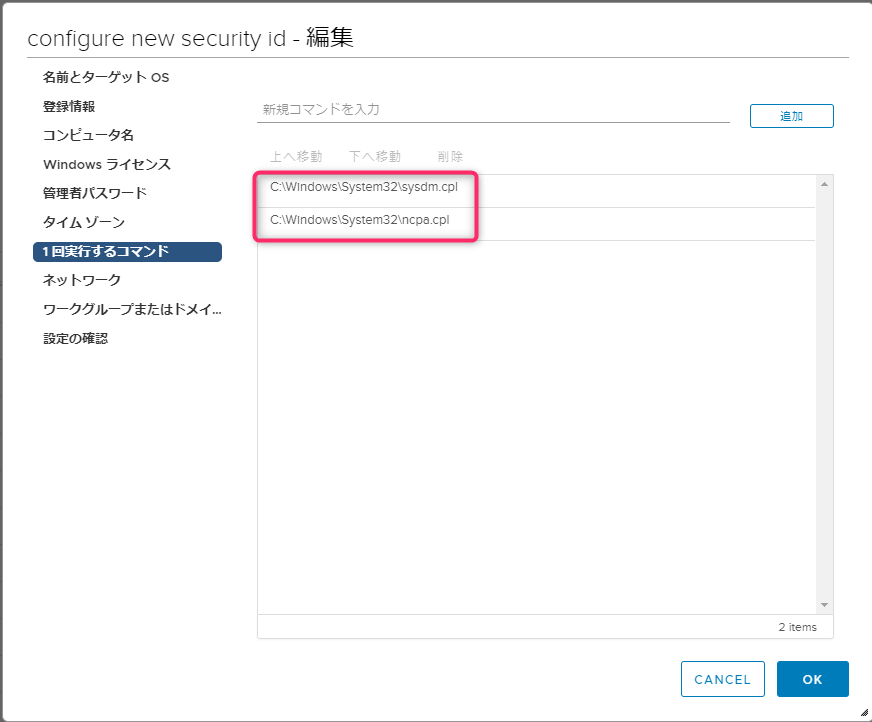 configure new security id - 編集
名前とターゲット OS
登録情報
コンピュータ名
Windows ライセンス
管理者パスワード
タイム ゾーン
1 回実行するコマンド
ネットワーク
ワークグループまたはドメイ...
設定の確認
新規コマンドを入力
追加
上へ移動 下へ移動 削除
C:\Windows\System32\sysdm.cpl
C:\Windows\System32\ncpa.cpl
2 items
CANCEL OK